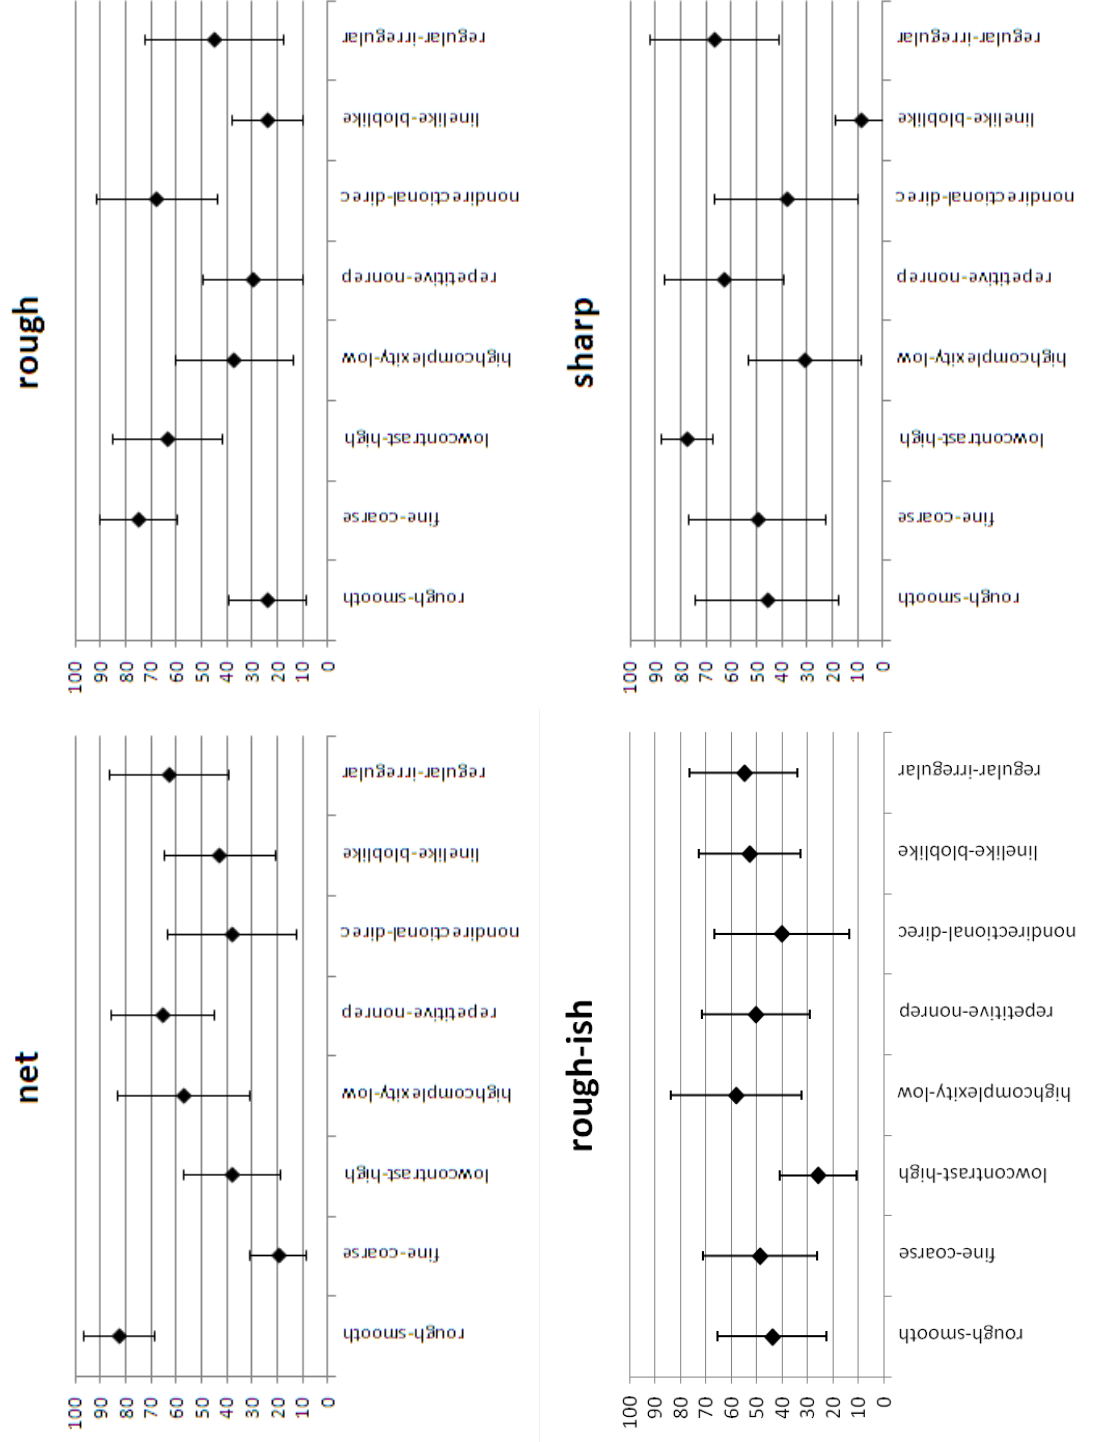 net
100
90
80
70
60
50
40
30
20
10
0
rough-smooth
fine-coarse
lowcontrast-high
highcomplexity-low
repetitive-nonrep
nondirectional-direc
linelike-bloblike
regular-irregular
rough
100
90
80
70
60
50
40
30
20
10
0
rough-smooth
fine-coarse
lowcontrast-high
highcomplexity-low
repetitive-nonrep
nondirectional-direc
linelike-bloblike
regular-irregular
rough-ish
100
90
80
70
60
50
40
30
20
10
0
rough-smooth
fine-coarse
lowcontrast-high
highcomplexity-low
repetitive-nonrep
nondirectional-direc
linelike-bloblike
regular-irregular
sharp
100
90
80
70
60
50
40
30
20
10
0
rough-smooth
fine-coarse
lowcontrast-high
highcomplexity-low
repetitive-nonrep
nondirectional-direc
linelike-bloblike
regular-irregular